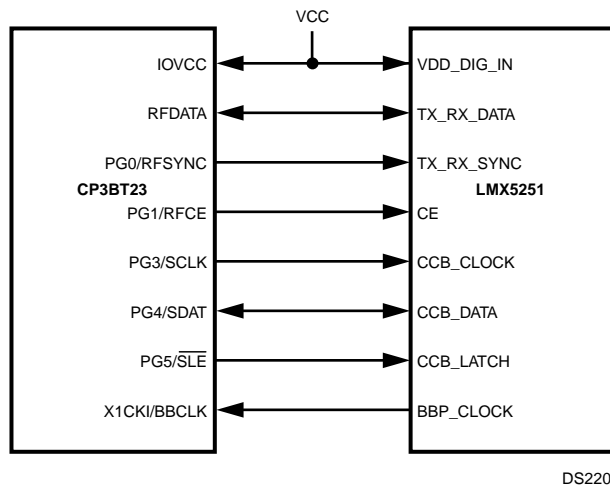 VCC
IOVCC VDD_DIG_IN
RFDATA TX_RX_DATA
PG0/RFSYNC TX_RX_SYNC
CP3BT23 LMX5251
PG1/RFCE CE
PG3/SCLK CCB_CLOCK
PG4/SDAT CCB_DATA
PG5/SLE CCB_LATCH
X1CKI/BBCLK BBP_CLOCK
DS220